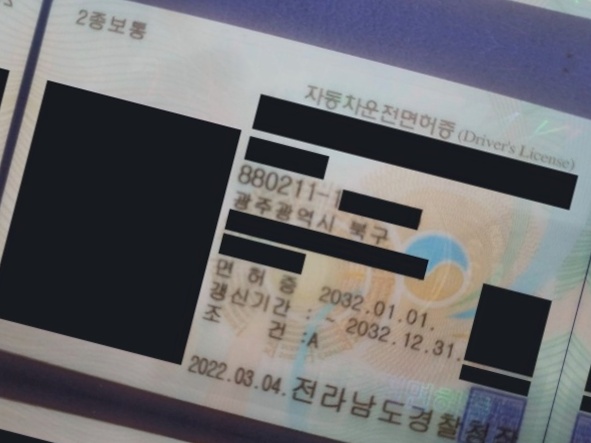 2종보통
자동차운전면허증 (Driver's License)
880211-1
광주광역시 북구
면 허 증
갱신기간 : 2032.01.01.
~ 2032.12.31.
조 건 :A
2022.03.04. 전라남도경찰청장